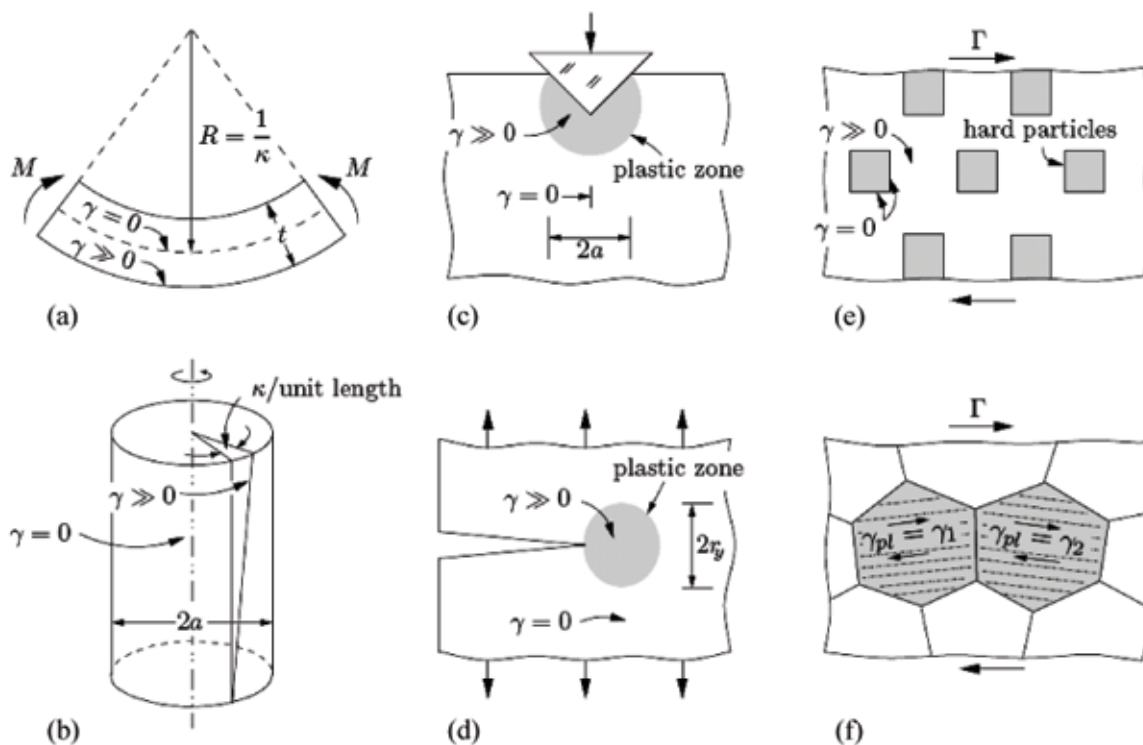 R = 1/κ
M
M
γ = 0
γ ≫ 0
t
(a)
κ/unit length
γ ≫ 0
γ = 0
2a
(b)
γ ≫ 0
plastic zone
γ = 0
2a
(c)
plastic zone
γ ≫ 0
2r_y
γ = 0
(d)
Γ
γ ≫ 0
hard particles
γ = 0
(e)
Γ
γ_pl = γ_1
γ_pl = γ_2
(f)